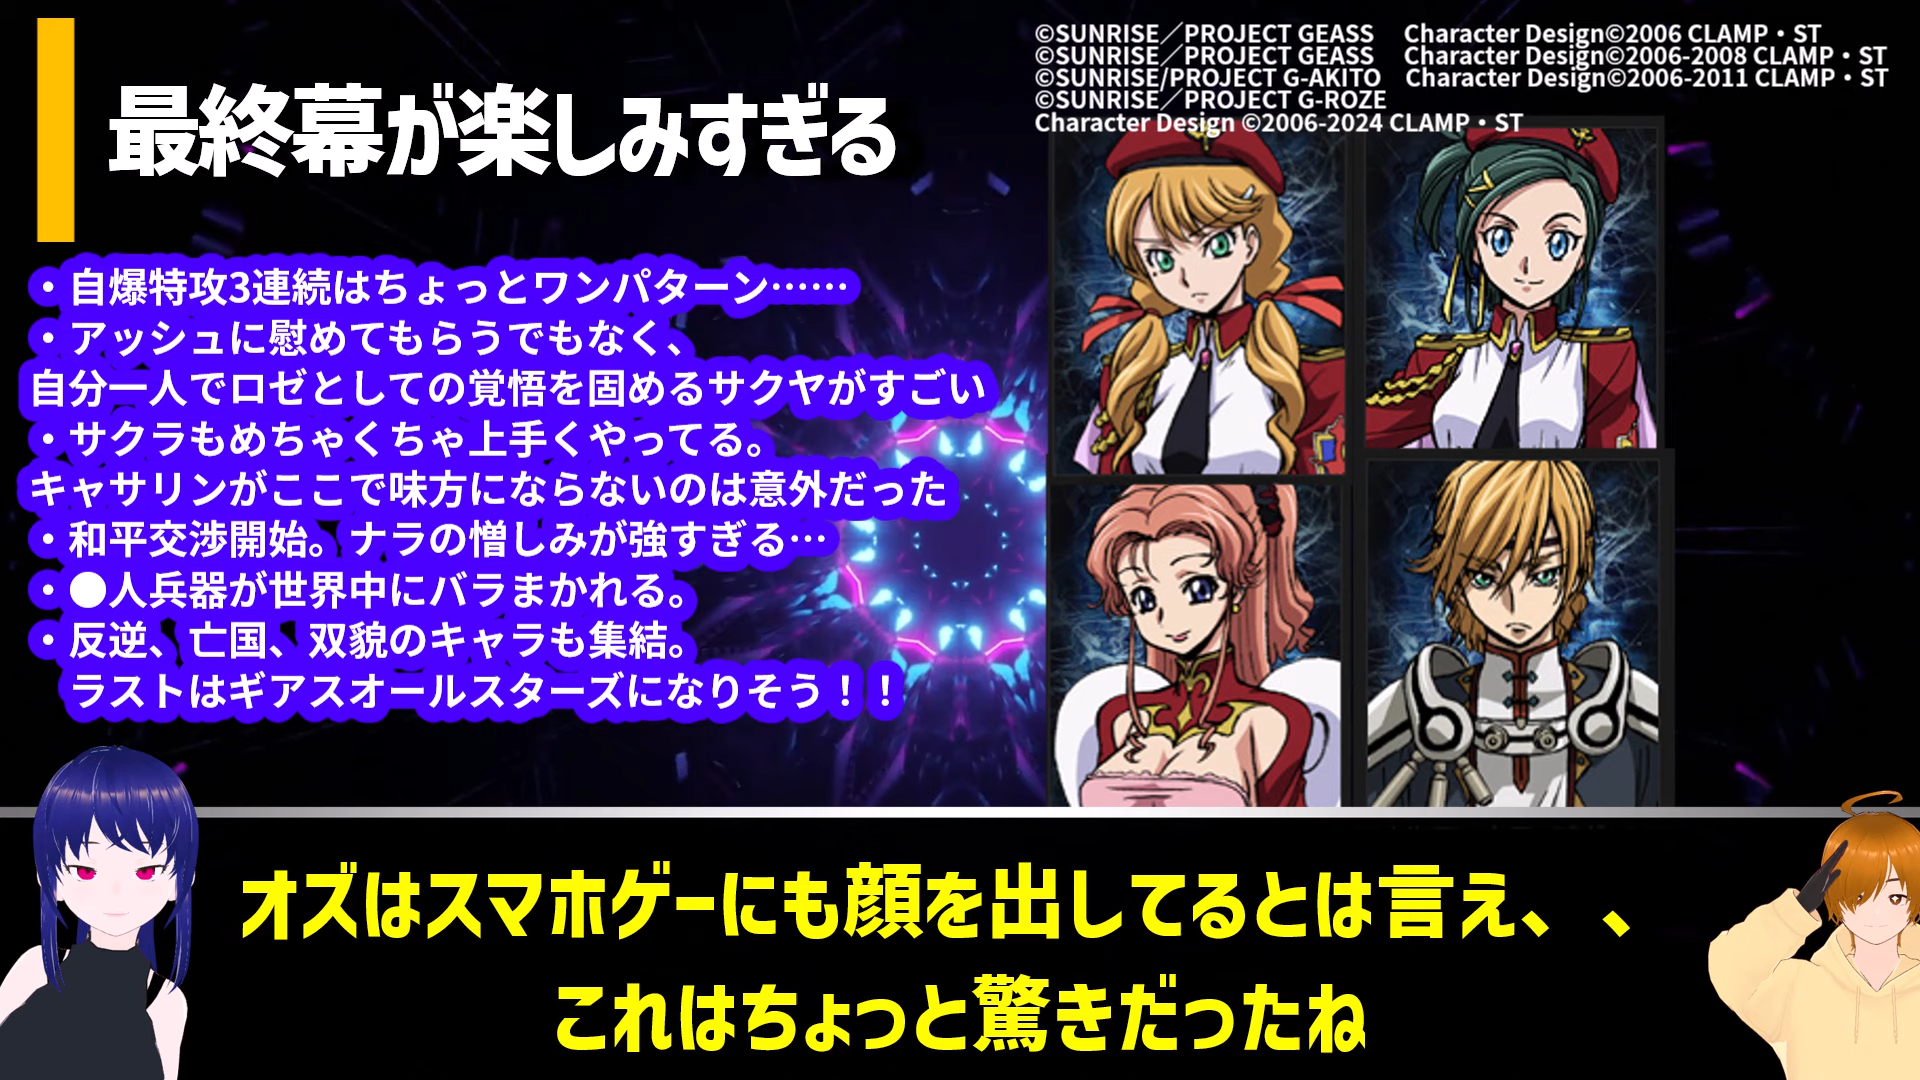 ©SUNRISE／PROJECT GEASS Character Design©2006 CLAMP・ST
©SUNRISE／PROJECT GEASS Character Design©2006-2008 CLAMP・ST
©SUNRISE/PROJECT G-AKITO Character Design©2006-2011 CLAMP・ST
©SUNRISE／PROJECT G-ROZE
Character Design ©2006-2024 CLAMP・ST
最終幕が楽しみすぎる
・自爆特攻3連続はちょっとワンパターン……
・アッシュに慰めてもらうでもなく、
自分一人でロゼとしての覚悟を固めるサクヤがすごい
・サクラもめちゃくちゃ上手くやってる。
キャサリンがここで味方にならないのは意外だった
・和平交渉開始。ナラの憎しみが強すぎる…
・●人兵器が世界中にバラまかれる。
・反逆、亡国、双貌のキャラも集結。
ラストはギアスオールスターズになりそう！！
オズはスマホゲーにも顔を出してるとは言え、、
これはちょっと驚きだったね